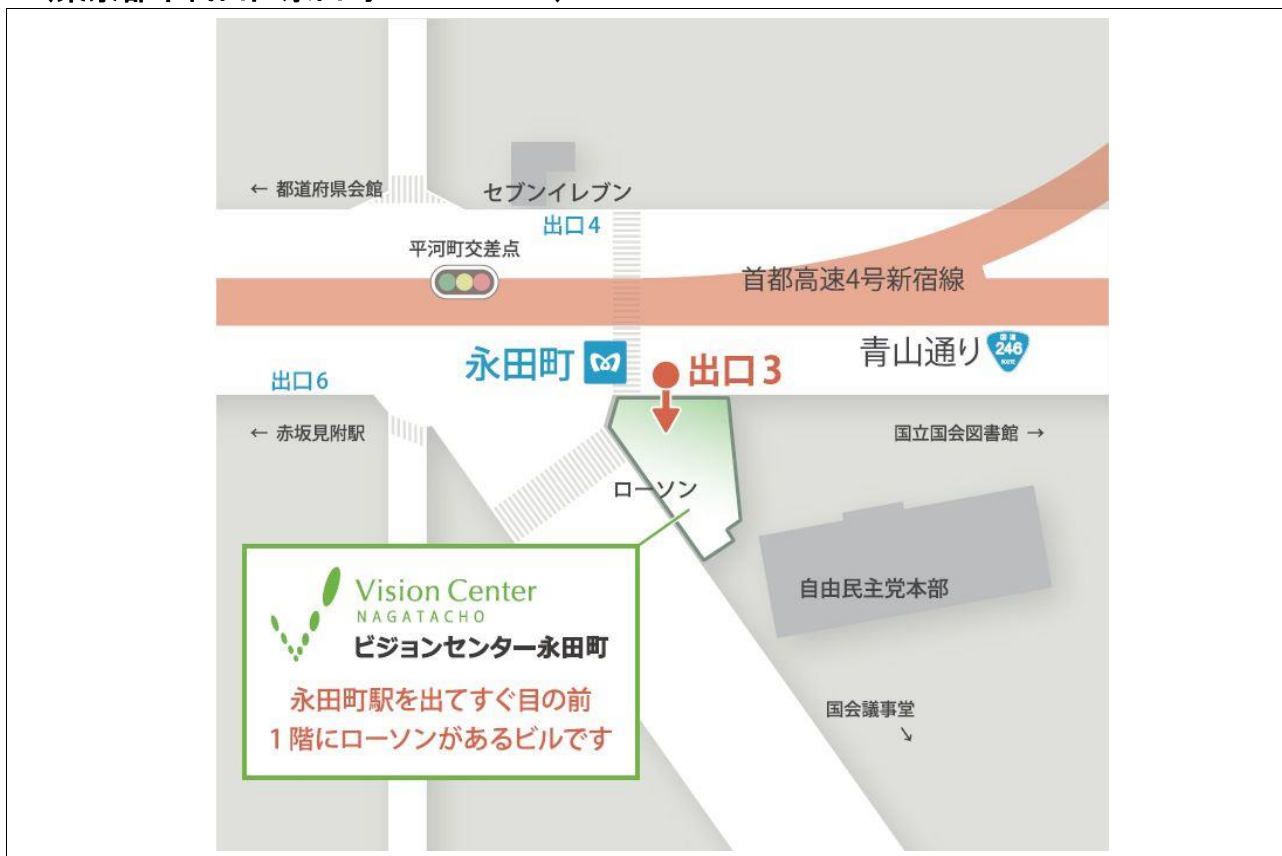 ← 都道府県会館
セブンイレブン
出口4
平河町交差点
首都高速4号新宿線
永田町
出口3
青山通り
国道
246
ROUTE
出口6
← 赤坂見附駅
国立国会図書館 →
ローソン
Vision Center
NAGATACHO
ビジョンセンター永田町
永田町駅を出てすぐ目の前
1階にローソンがあるビルです
自由民主党本部
国会議事堂
↘